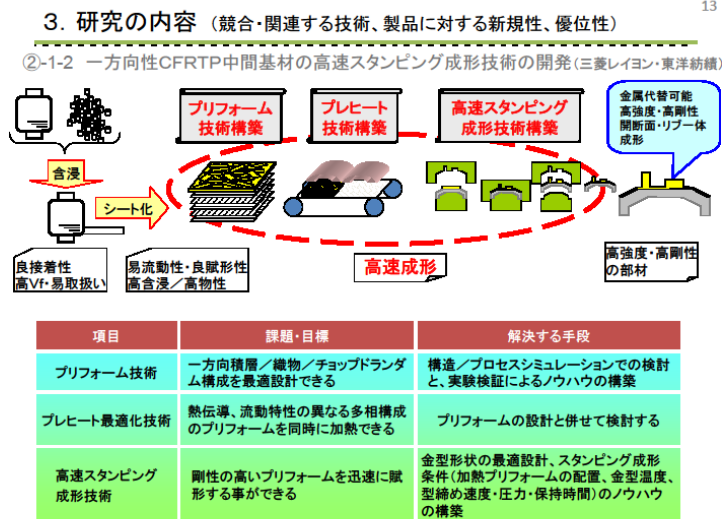 13
3. 研究の内容 (競合・関連する技術、製品に対する新規性、優位性)
②-1-2 一方向性CFRTP中間基材の高速スタンピング成形技術の開発(三菱レイヨン・東洋紡績)
プリフォーム
技術構築
プレヒート
技術構築
高速スタンピング
成形技術構築
金属代替可能
高強度・高剛性
開断面・リブ一体
成形
含浸
シート化
良接着性
高Vf・易取扱い
易流動性・良賦形性
高含浸/高物性
高速成形
高強度・高剛性
の部材
項目
課題・目標
解決する手段
プリフォーム技術
一方向積層/織物/チョップドランダ
ム構成を最適設計できる
構造/プロセスシミュレーションでの検討
と、実験検証によるノウハウの構築
プレヒート最適化技術
熱伝導、流動特性の異なる多相構成
のプリフォームを同時に加熱できる
プリフォームの設計と併せて検討する
高速スタンピング
成形技術
剛性の高いプリフォームを迅速に賦
形する事ができる
金型形状の最適設計、スタンピング成形
条件(加熱プリフォームの配置、金型温度、
型締め速度・圧力・保持時間)のノウハウ
の構築